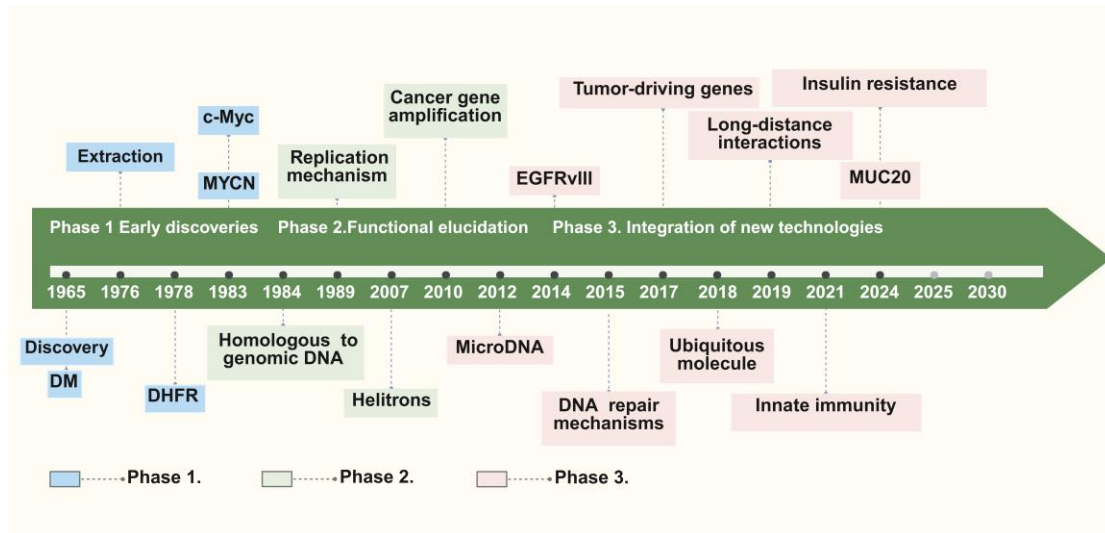 Insulin resistance
Tumor-driving genes
Cancer gene
amplification
c-Myc
Long-distance
interactions
Extraction
Replication
mechanism
MYCN
EGFRvIII
MUC20
Phase 1 Early discoveries
Phase 2.Functional elucidation
Phase 3. Integration of new technologies
1965 1976 1978 1983 1984 1989 2007 2010 2012 2014 2015 2017 2018 2019 2021 2024 2025 2030
Discovery
DM
DHFR
Homologous to
genomic DNA
Helitrons
MicroDNA
DNA repair
mechanisms
Ubiquitous
molecule
Innate immunity
Phase 1.
Phase 2.
Phase 3.